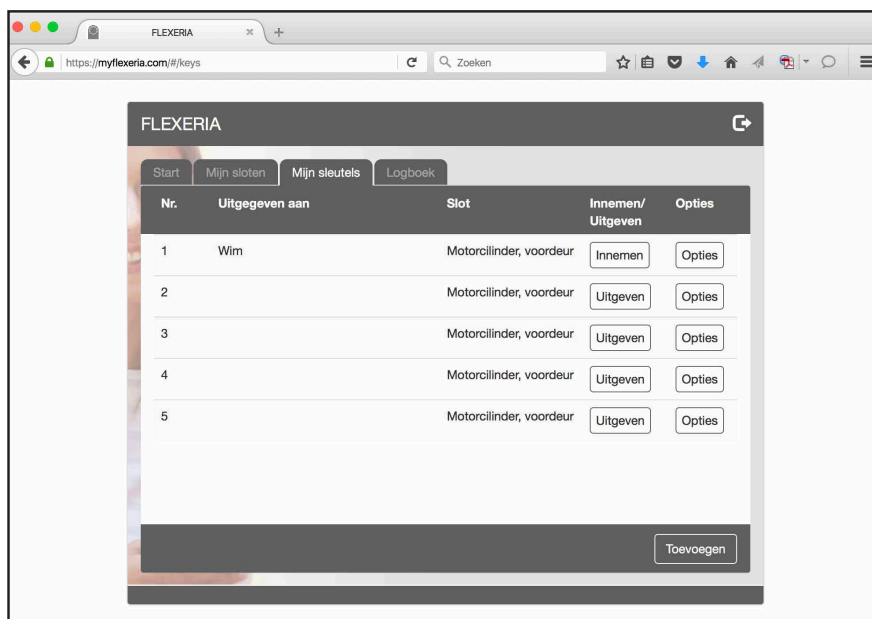 FLEXERIA
https://myflexeria.com/#/keys
Zoeken
FLEXERIA
Start Mijn sloten Mijn sleutels Logboek
Nr. Uitgegeven aan Slot Innemen/ Opties
Uitgeven
1 Wim Motorcilinder, voordeur Innemen Opties
2 Motorcilinder, voordeur Uitgeven Opties
3 Motorcilinder, voordeur Uitgeven Opties
4 Motorcilinder, voordeur Uitgeven Opties
5 Motorcilinder, voordeur Uitgeven Opties
Toevoegen